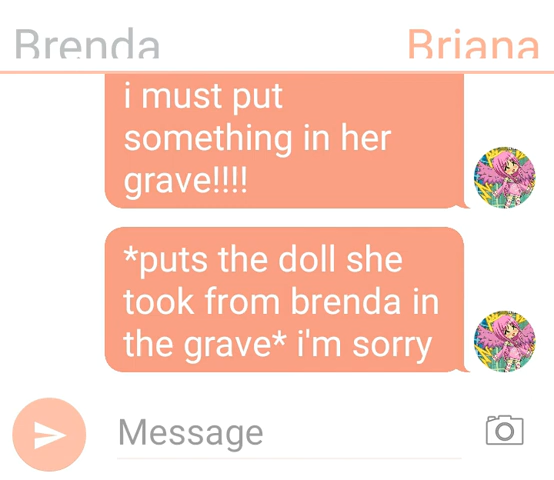 Brenda Briana
i must put
something in her
grave!!!!
*puts the doll she
took from brenda in
the grave* i'm sorry
Message